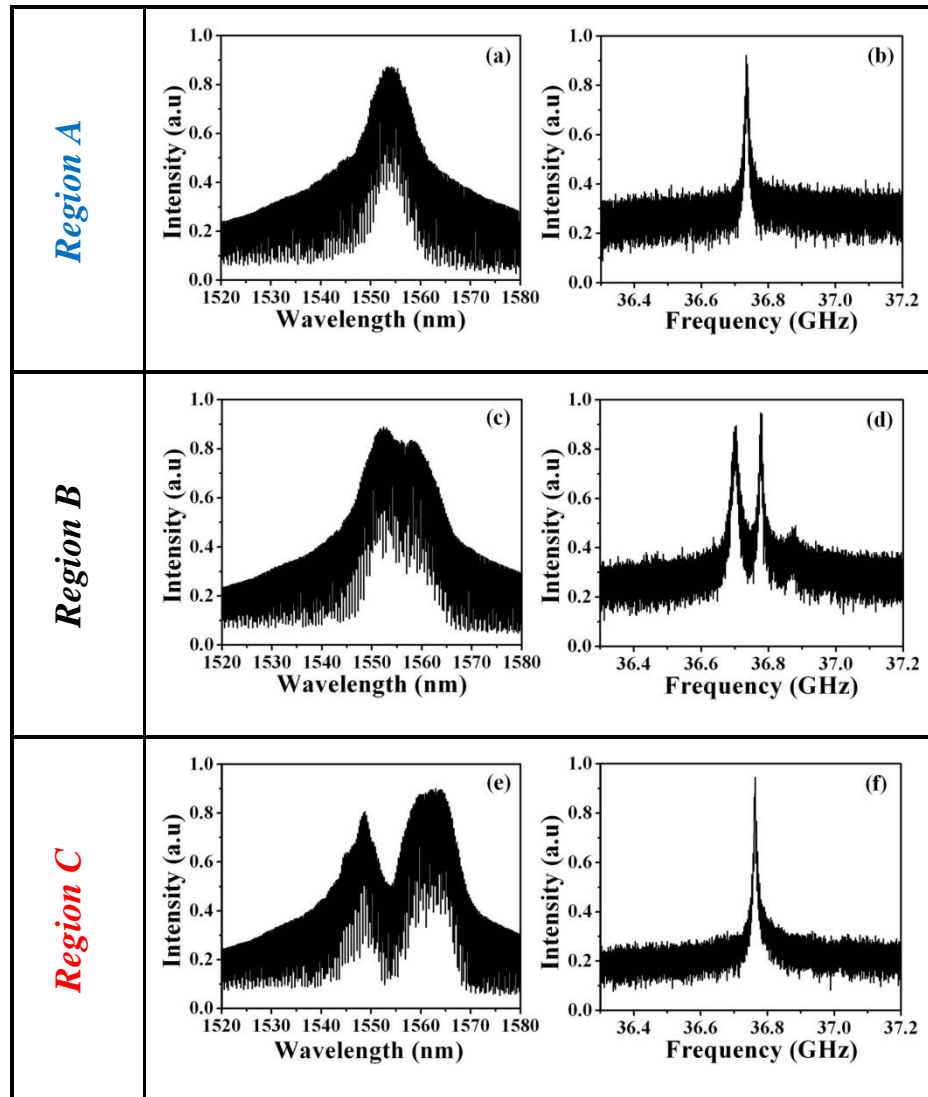 Region A
(a)
Intensity (a.u)
1.0
0.8
0.6
0.4
0.2
0.0
1520 1530 1540 1550 1560 1570 1580
Wavelength (nm)
(b)
Intensity (a.u)
1.0
0.8
0.6
0.4
0.2
0.0
36.4 36.6 36.8 37.0 37.2
Frequency (GHz)
Region B
(c)
Intensity (a.u)
1.0
0.8
0.6
0.4
0.2
0.0
1520 1530 1540 1550 1560 1570 1580
Wavelength (nm)
(d)
Intensity (a.u)
1.0
0.8
0.6
0.4
0.2
0.0
36.4 36.6 36.8 37.0 37.2
Frequency (GHz)
Region C
(e)
Intensity (a.u)
1.0
0.8
0.6
0.4
0.2
0.0
1520 1530 1540 1550 1560 1570 1580
Wavelength (nm)
(f)
Intensity (a.u)
1.0
0.8
0.6
0.4
0.2
0.0
36.4 36.6 36.8 37.0 37.2
Frequency (GHz)